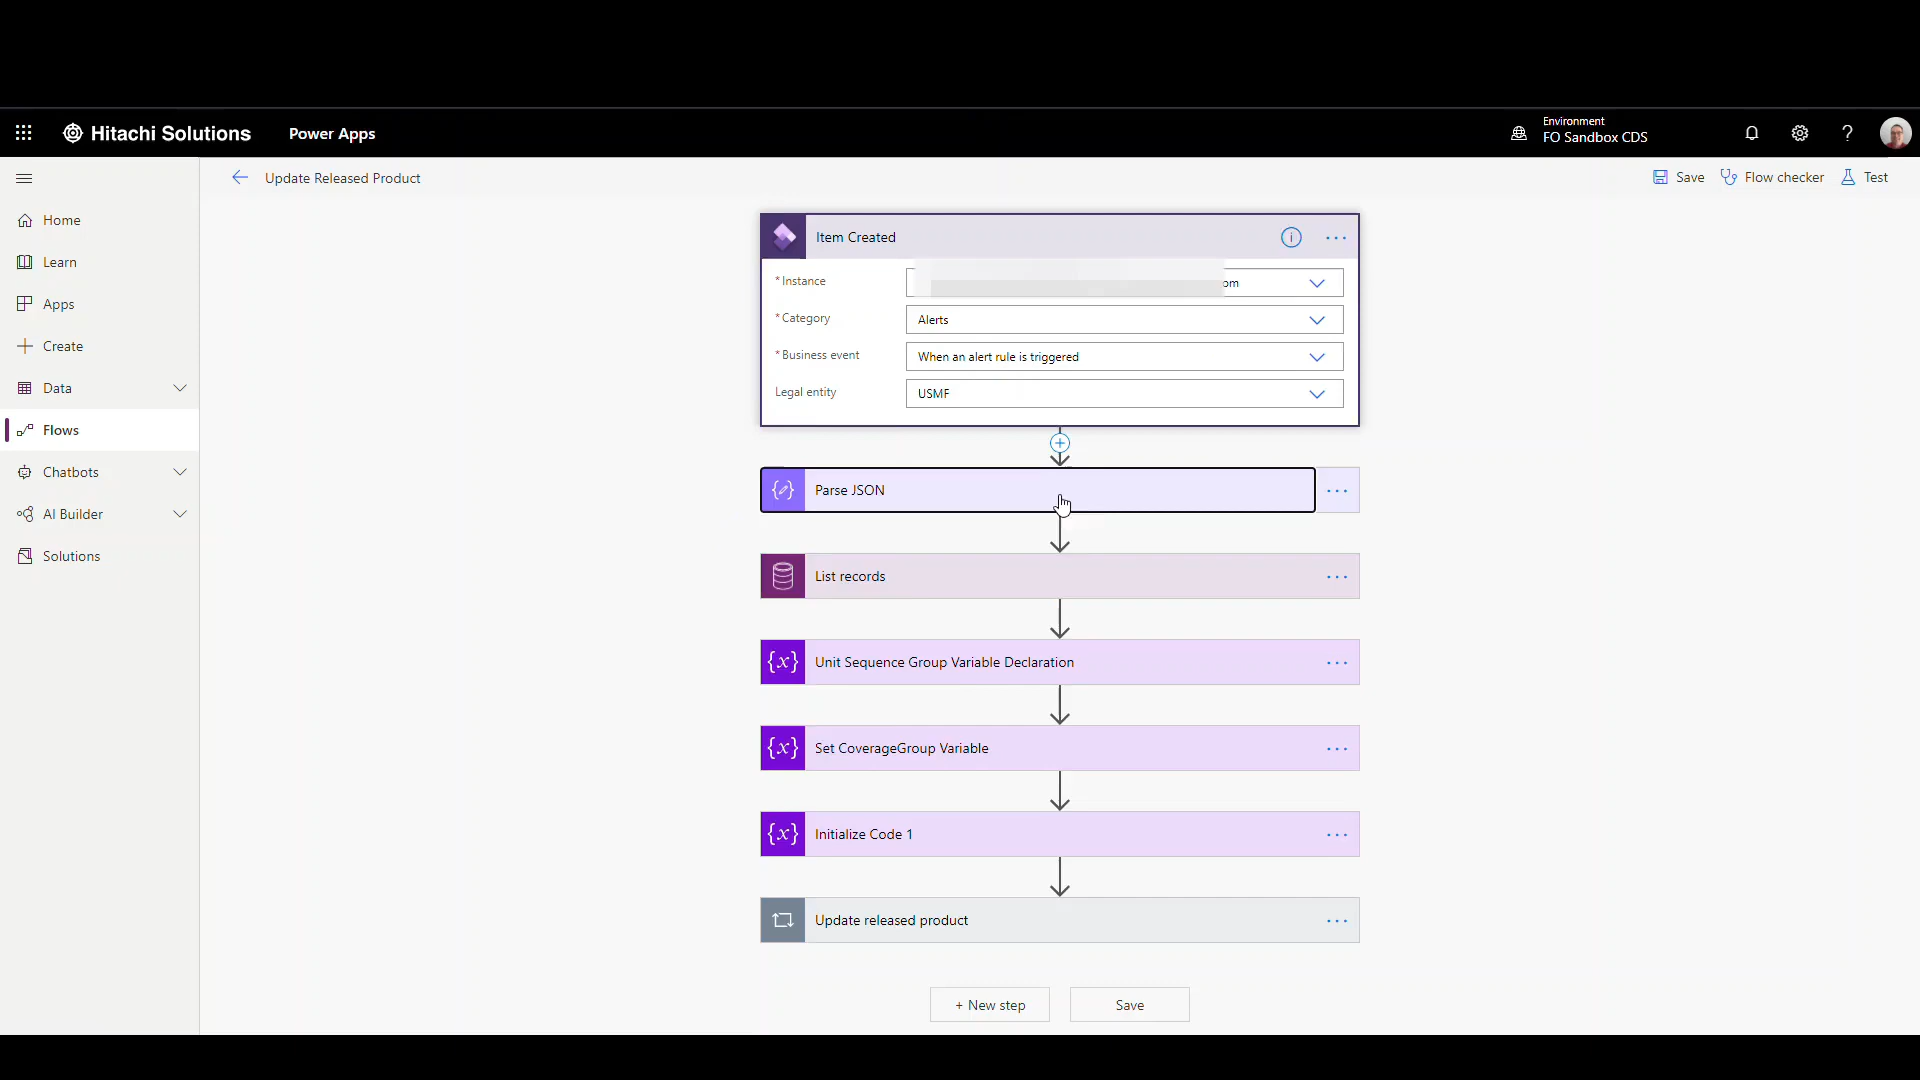 Hitachi Solutions
Power Apps
Environment
FO Sandbox CDS
Update Released Product
Save
Flow checker
Test
Home
Learn
Apps
Create
Data
Flows
Chatbots
AI Builder
Solutions
Item Created
* Instance
om
* Category
Alerts
* Business event
When an alert rule is triggered
Legal entity
USMF
Parse JSON
List records
{x} Unit Sequence Group Variable Declaration
{x} Set CoverageGroup Variable
{x} Initialize Code 1
Update released product
+ New step
Save